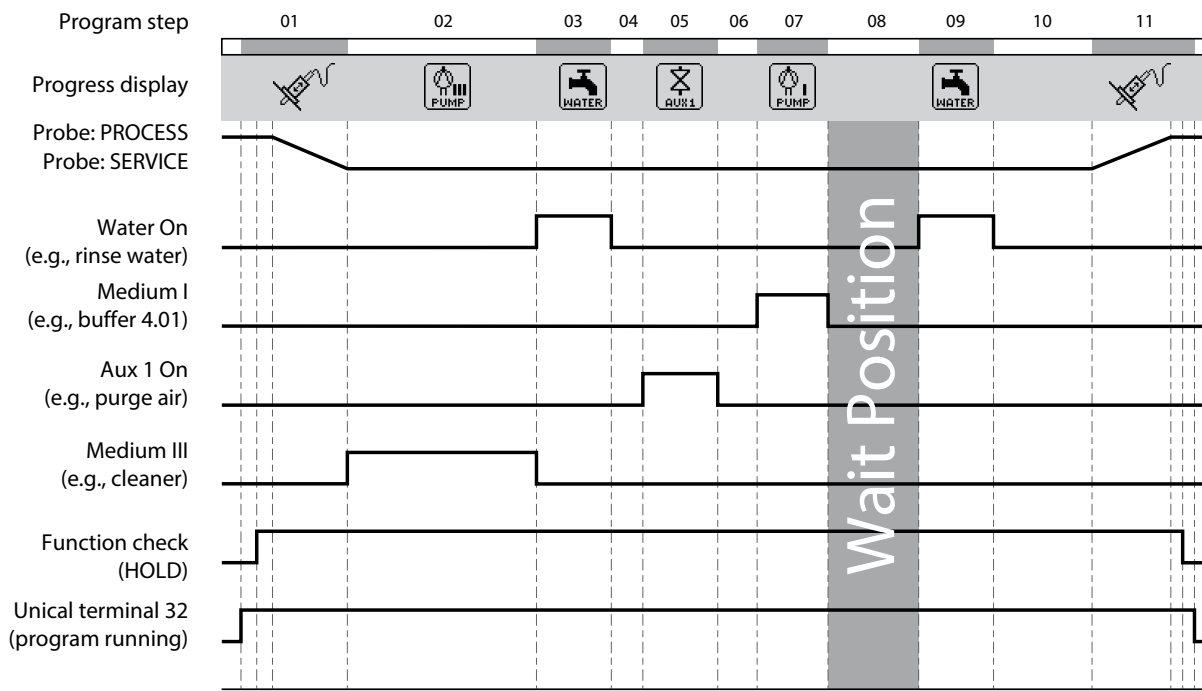 Program step 01 02 03 04 05 06 07 08 09 10 11
Progress display
PUMP WATER AUX1 PUMP WATER
Probe: PROCESS
Probe: SERVICE
Water On
(e.g., rinse water)
Medium I
(e.g., buffer 4.01)
Aux 1 On
(e.g., purge air)
Medium III
(e.g., cleaner)
Function check
(HOLD)
Unical terminal 32
(program running)
Wait Position